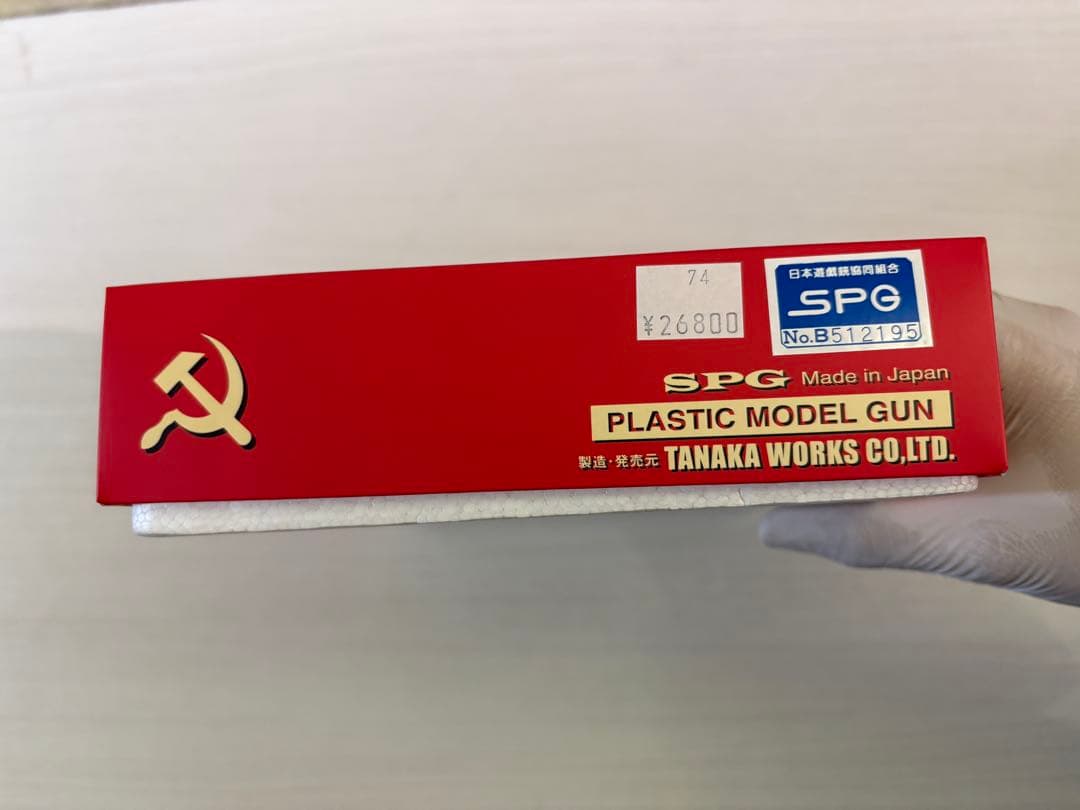 74
¥26800
日本遊戯銃協同組合
SPG
No.B512195
SPG Made in Japan
PLASTIC MODEL GUN
製造・発売元 TANAKA WORKS CO,LTD.